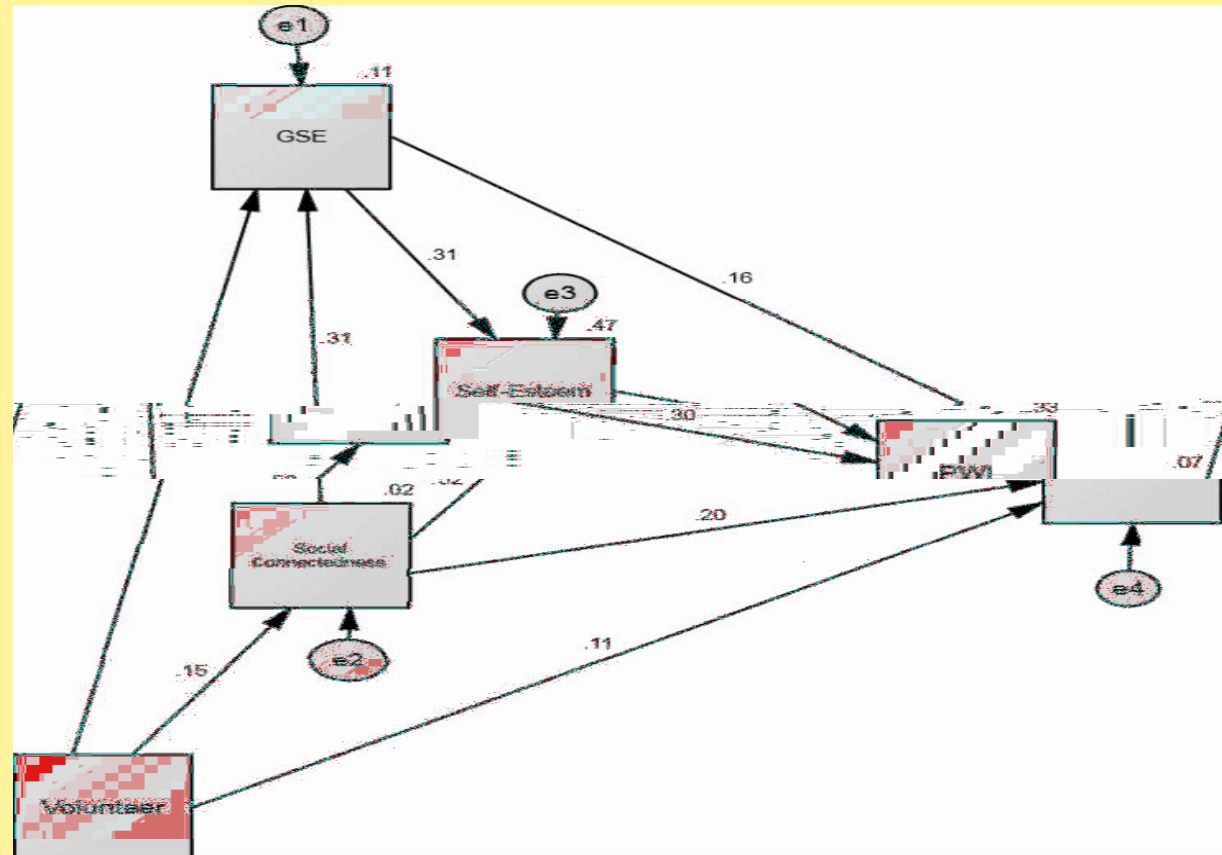 e1
.11
GSE
.31
.16
e3
.31
.47
Self-Esteem
.30
.33
PWI
.07
.02
.20
Social
Connectedness
e4
.11
e2
.15
Volunteer